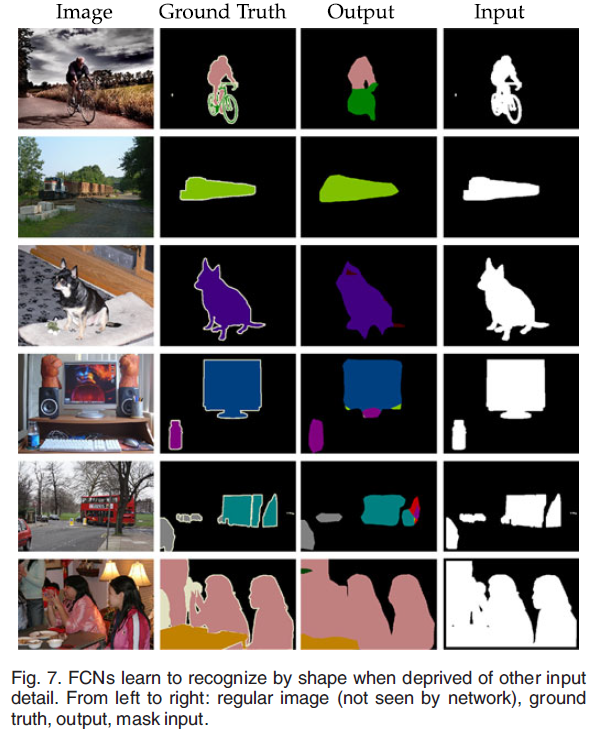 Image Ground Truth Output Input
Fig. 7. FCNs learn to recognize by shape when deprived of other input
detail. From left to right: regular image (not seen by network), ground
truth, output, mask input.